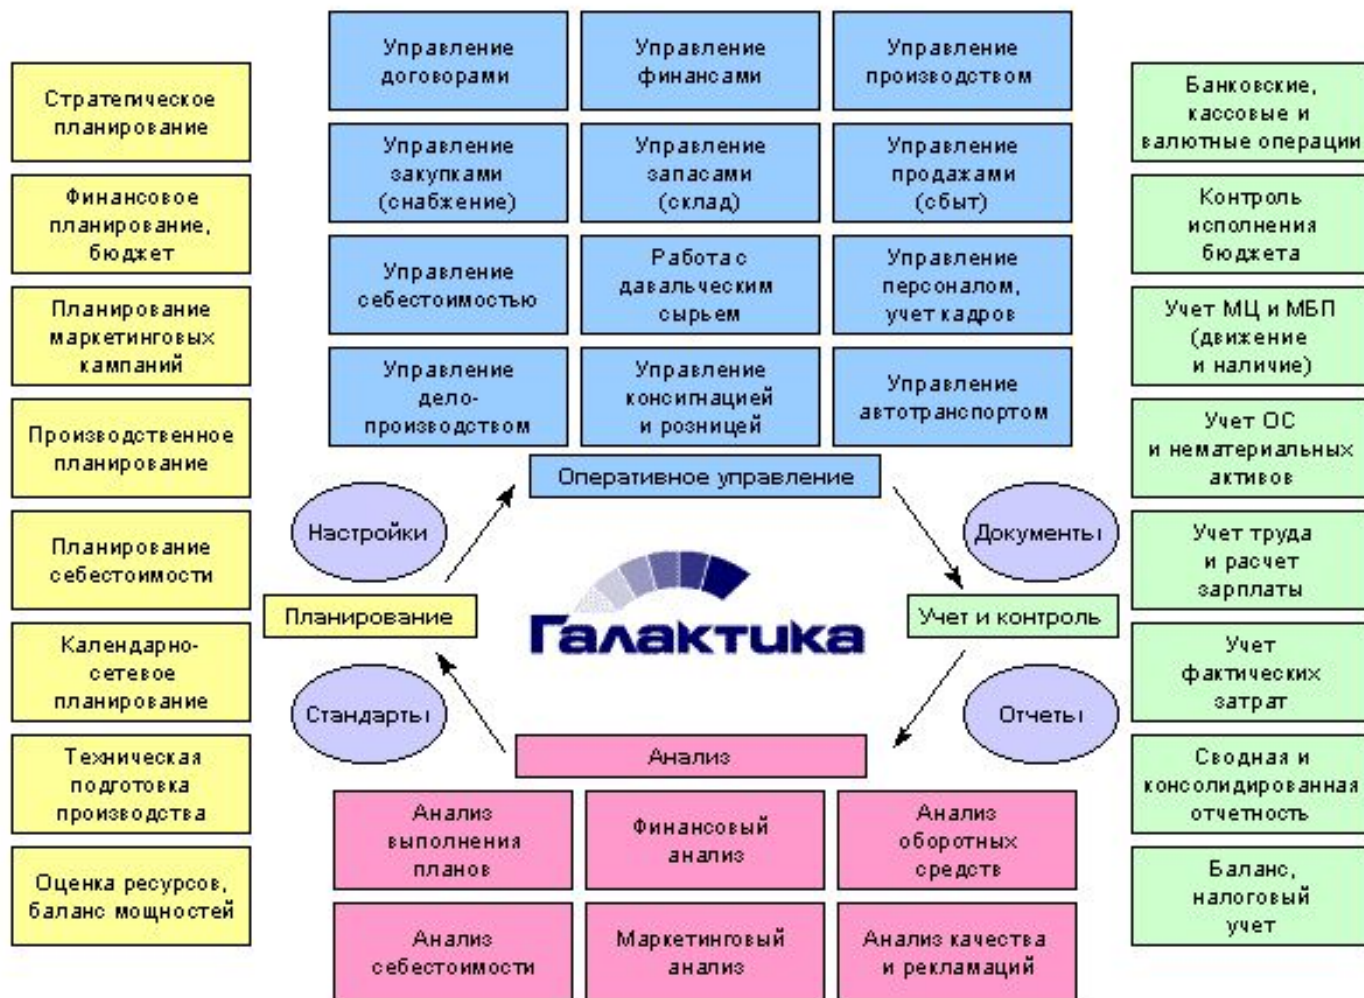 Стратегическое
планирование
Финансовое
планирование,
бюджет
Планирование
маркетинговых
кампаний
Производственное
планирование
Планирование
себестоимости
Календарно-
сетевое
планирование
Техническая
подготовка
производства
Оценка ресурсов,
баланс мощностей
Управление
договорами
Управление
финансами
Управление
производством
Управление
закупками
(снабжение)
Управление
запасами
(склад)
Управление
продажами
(сбыт)
Управление
себестоимостью
Работа с
давальческим
сырьем
Управление
персоналом,
учет кадров
Управление
дело-
производством
Управление
консигнацией
и розницей
Управление
автотранспортом
Оперативное управление
Настройки
Документы
Планирование
Галактика
Учет и контроль
Стандарты
Отчеты
Анализ
Анализ
выполнения
планов
Финансовый
анализ
Анализ
оборотных
средств
Анализ
себестоимости
Маркетинговый
анализ
Анализ качества
и рекламаций
Банковские,
кассовые и
валютные операции
Контроль
исполнения
бюджета
Учет МЦ и МБП
(движение
и наличие)
Учет ОС
и нематериальных
активов
Учет труда
и расчет
зарплаты
Учет
фактических
затрат
Сводная и
консолидированная
отчетность
Баланс,
налоговый
учет